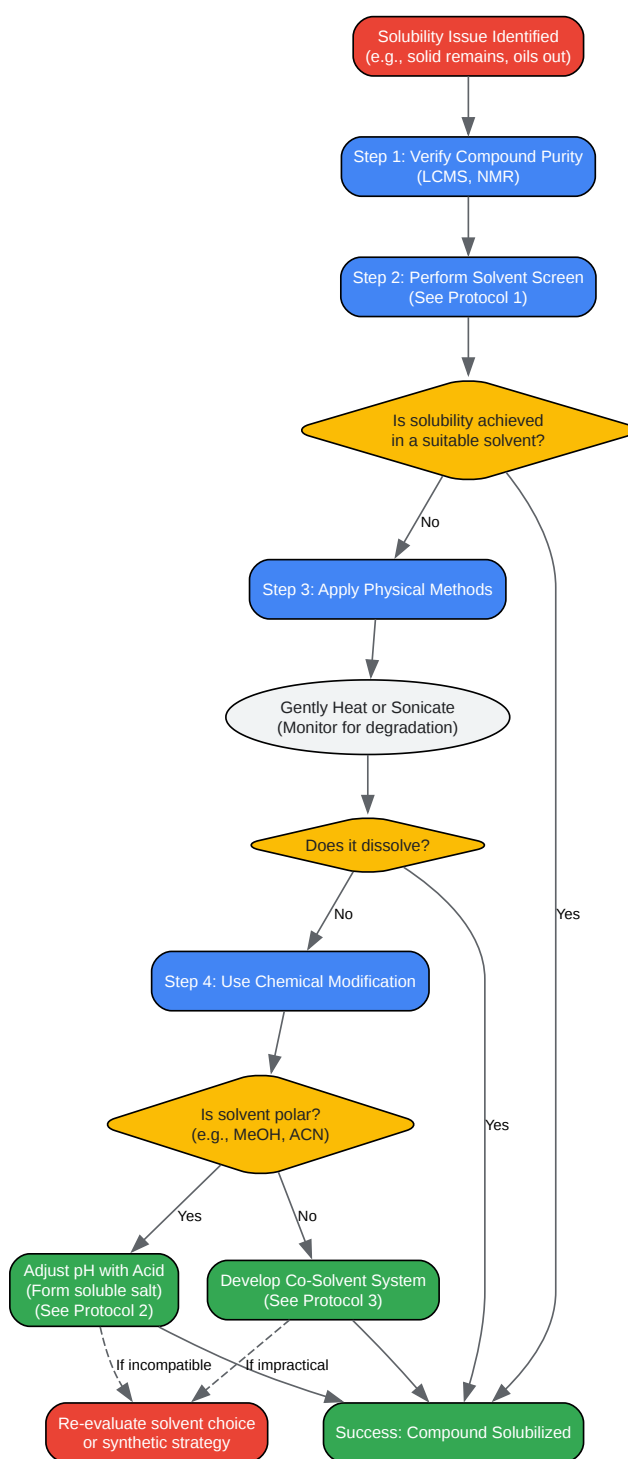 Solubility Issue Identified
(e.g., solid remains, oils out)
Step 1: Verify Compound Purity
(LCMS, NMR)
Step 2: Perform Solvent Screen
(See Protocol 1)
Is solubility achieved
in a suitable solvent?
No
Step 3: Apply Physical Methods
Gently Heat or Sonicate
(Monitor for degradation)
Does it dissolve?
No
Yes
Step 4: Use Chemical Modification
Is solvent polar?
(e.g., MeOH, ACN)
Yes
Yes
No
Adjust pH with Acid
(Form soluble salt)
(See Protocol 2)
Develop Co-Solvent System
(See Protocol 3)
If incompatible
If impractical
Re-evaluate solvent choice
or synthetic strategy
Success: Compound Solubilized